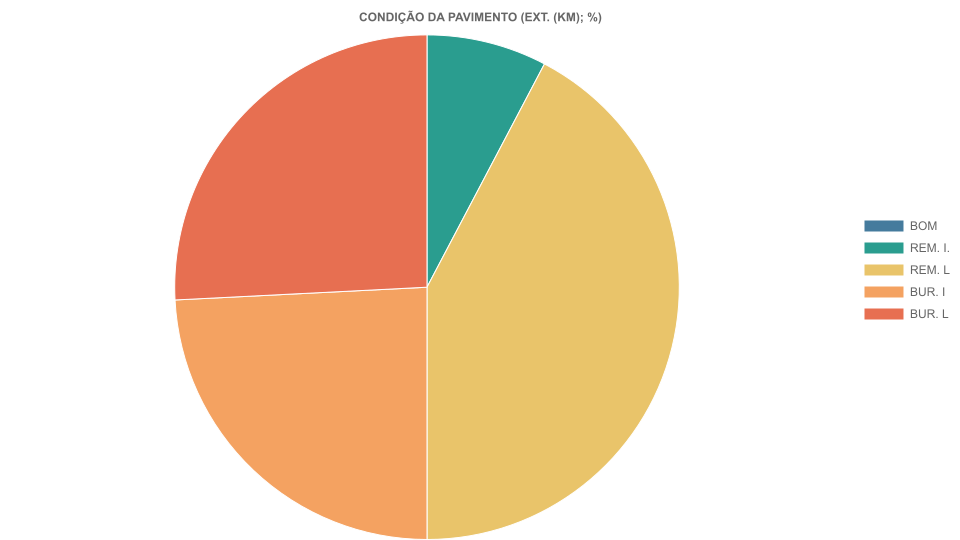 CONDIÇÃO DA PAVIMENTO (EXT. (KM); %)
BOM
REM. I.
REM. L
BUR. I
BUR. L